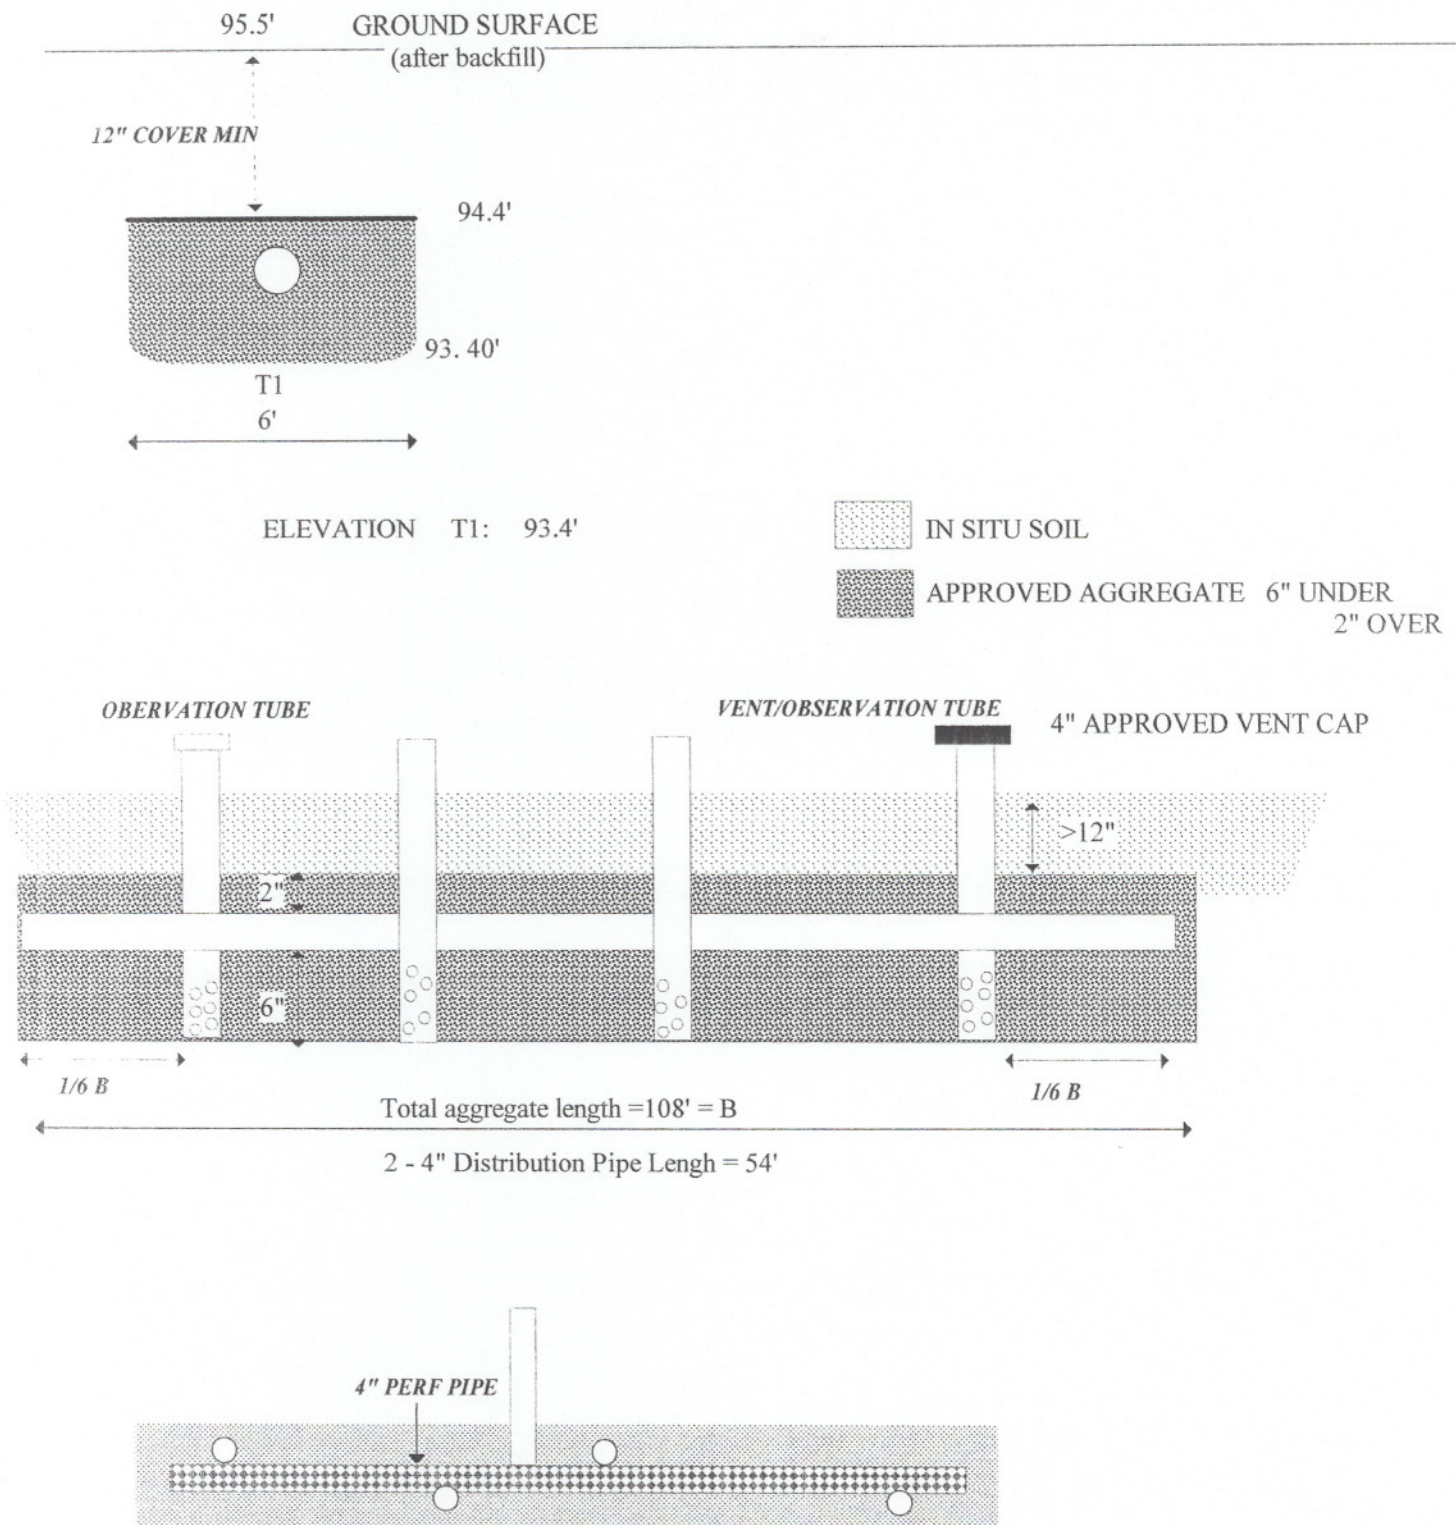 95.5' GROUND SURFACE
(after backfill)
12" COVER MIN
94.4'
93. 40'
T1
6'
ELEVATION T1: 93.4'
IN SITU SOIL
APPROVED AGGREGATE 6" UNDER
2" OVER
OBERVATION TUBE
VENT/OBSERVATION TUBE
4" APPROVED VENT CAP
>12"
2"
6"
1/6 B
1/6 B
Total aggregate length =108' = B
2 - 4" Distribution Pipe Lengh = 54'
4" PERF PIPE